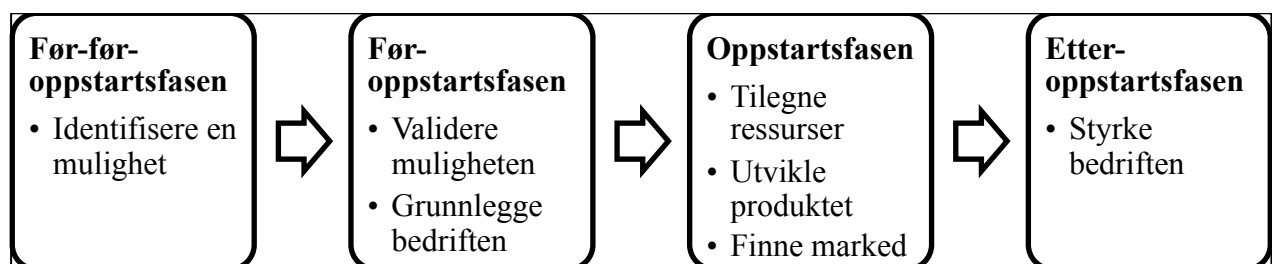 Før-før-
oppstartsfasen
• Identifisere en
mulighet
Før-
oppstartsfasen
• Validere
muligheten
• Grunnlegge
bedriften
Oppstartsfasen
• Tilegne
ressurser
• Utvikle
produktet
• Finne marked
Etter-
oppstartsfasen
• Styrke
bedriften